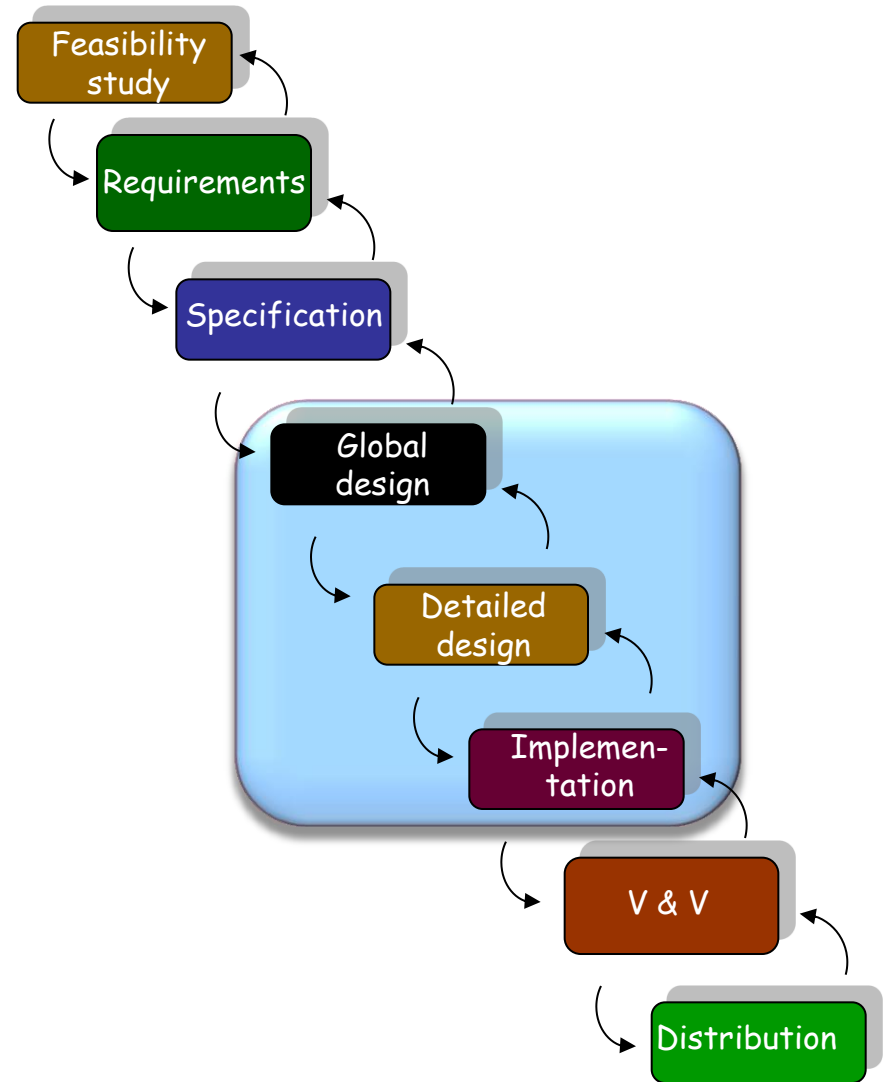 Feasibility
study
Requirements
Specification
Global
design
Detailed
design
Implemen-
tation
V & V
Distribution